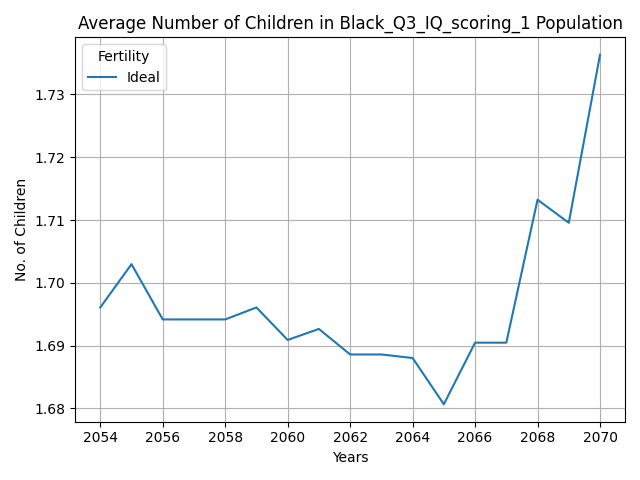 Average Number of Children in Black_Q3_IQ_scoring_1 Population
Fertility
Ideal
No. of Children
1.73
1.72
1.71
1.70
1.69
1.68
2054 2056 2058 2060 2062 2064 2066 2068 2070
Years